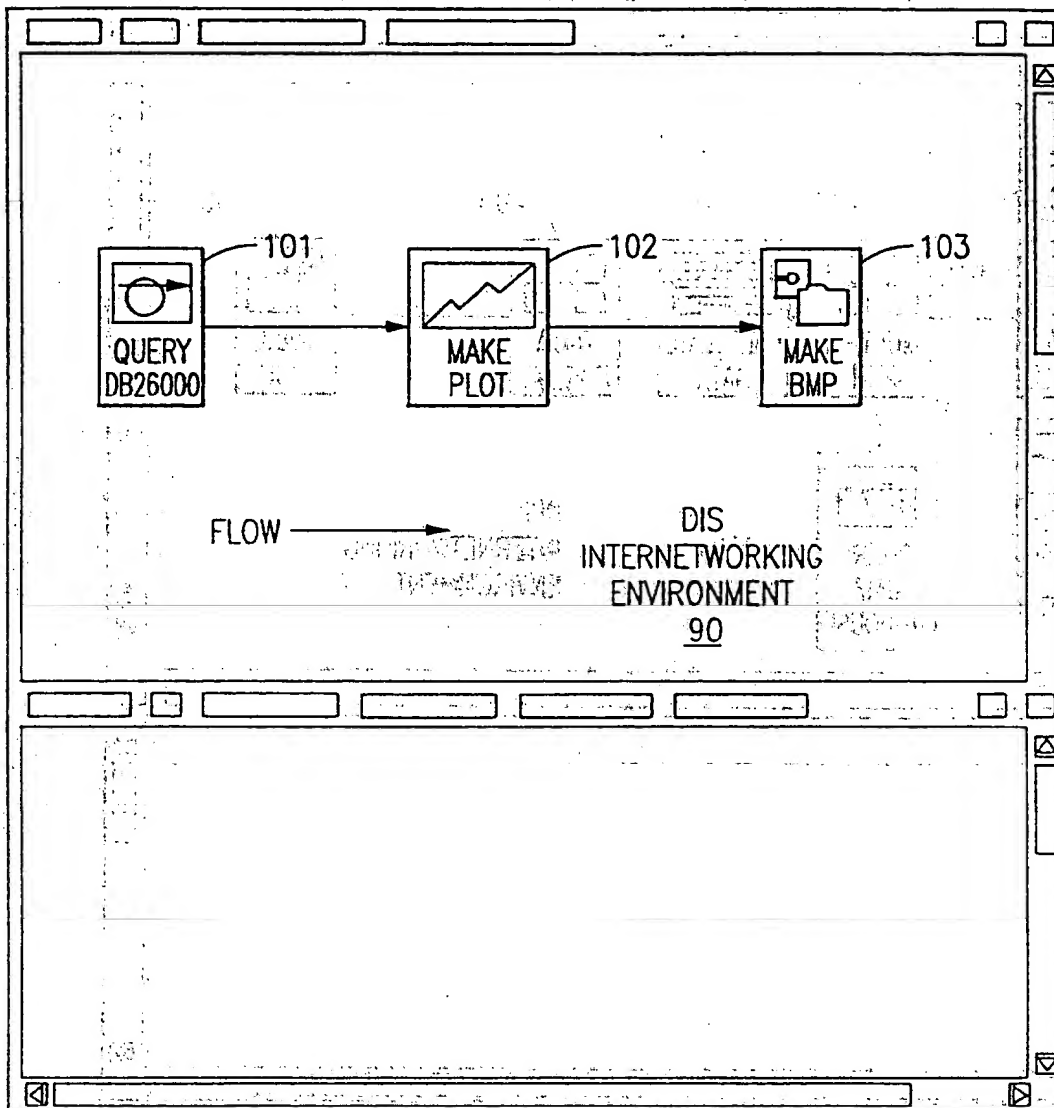 101
102
103
QUERY
DB26000
MAKE
PLOT
MAKE
BMP
FLOW
DIS
INTERNETWORKING
ENVIRONMENT
90